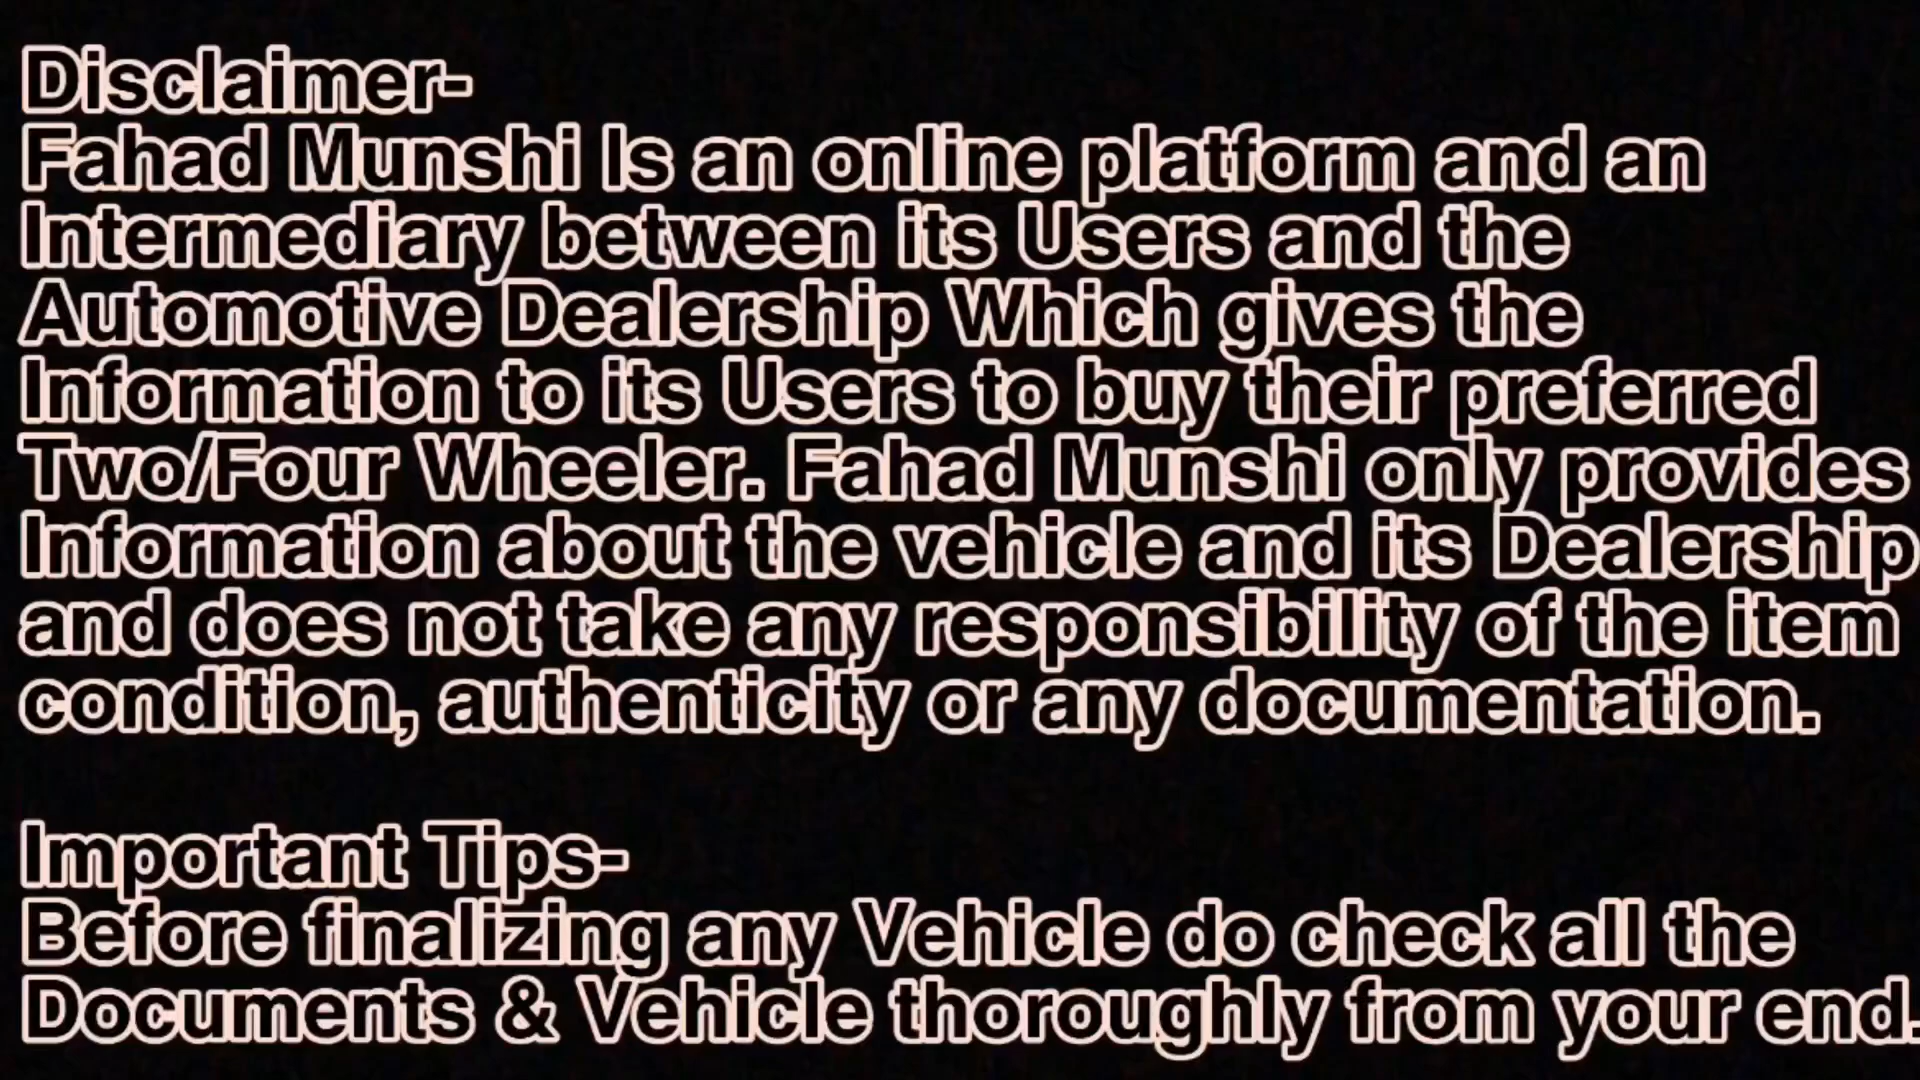 Disclaimer-
Fahad Munshi Is an online platform and an
Intermediary between its Users and the
Automotive Dealership Which gives the
Information to its Users to buy their preferred
Two/Four Wheeler. Fahad Munshi only provides
Information about the vehicle and its Dealership
and does not take any responsibility of the item
condition, authenticity or any documentation.
Important Tips-
Before finalizing any Vehicle do check all the
Documents & Vehicle thoroughly from your end.